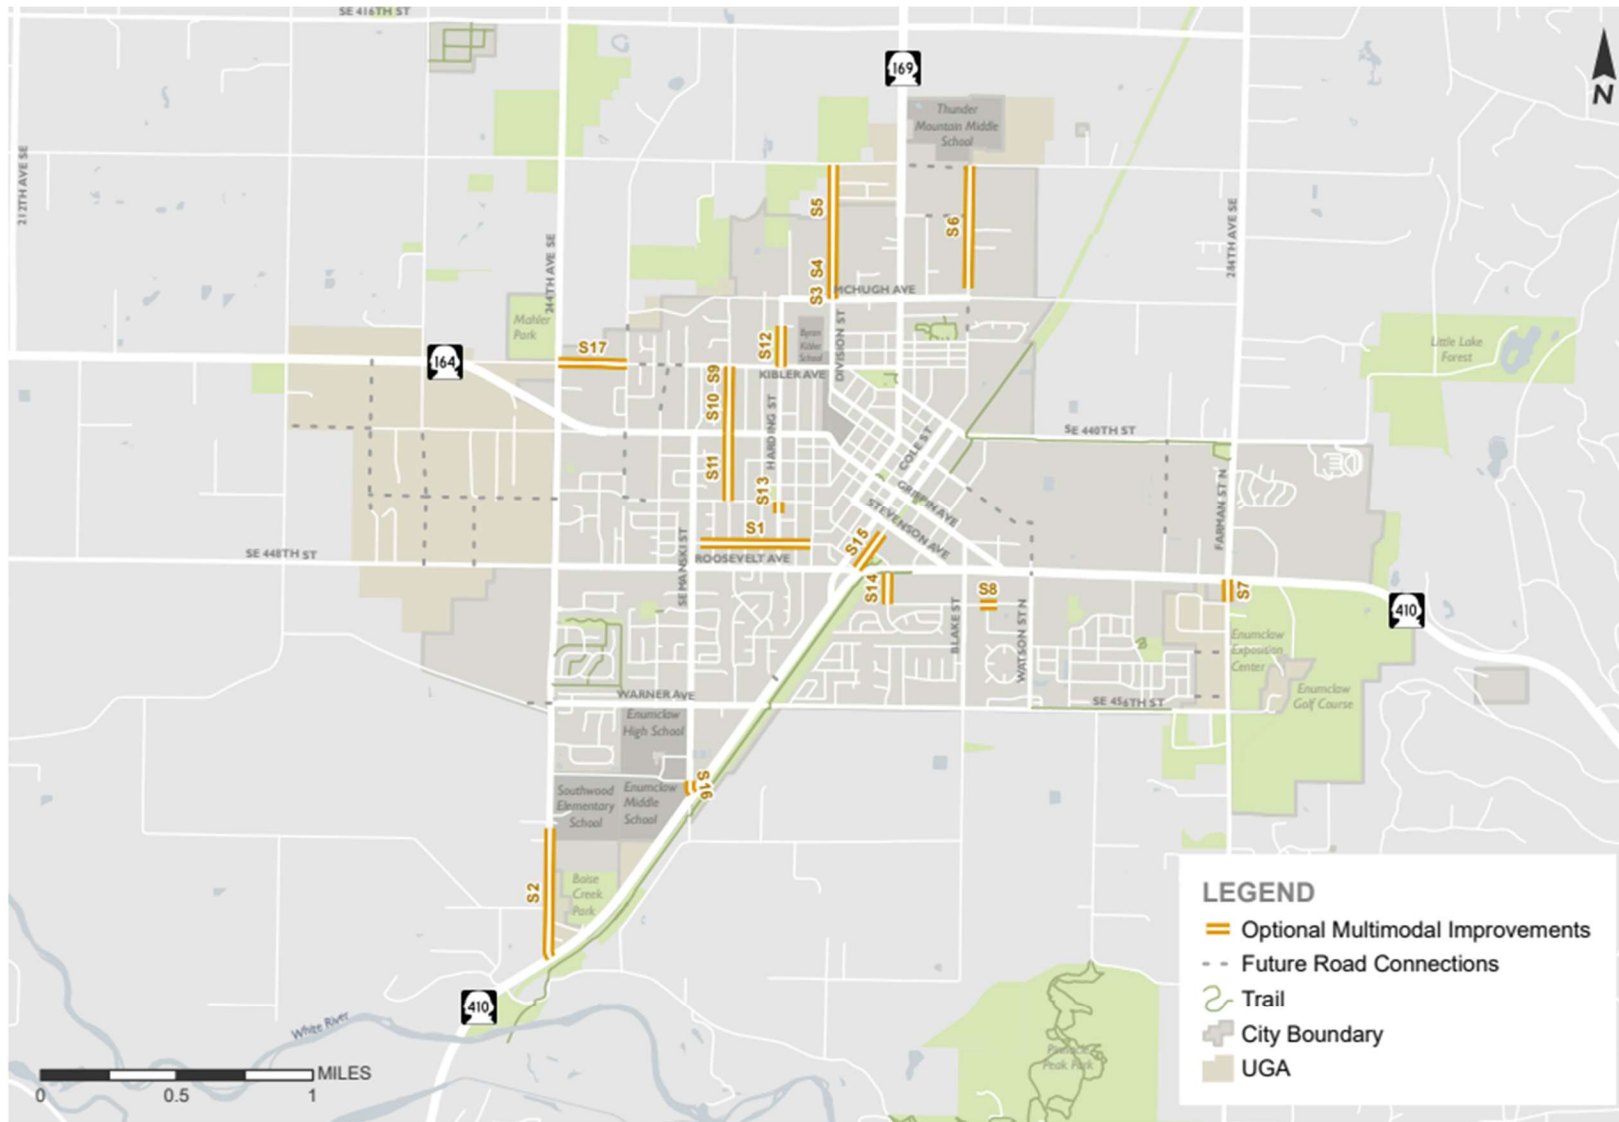 SE 416TH ST
169
N
Thunder
Mountain Middle
School
212TH AVE SE
S5
S6
284TH AVE SE
244TH AVE SE
S4
S3
MCHUGH AVE
Mahler
Park
S12
Byron
Kibler
School
DIVISION ST
Little Lake
Forest
164
S17
KIBLER AVE
S9
S10
HARDING ST
SE 440TH ST
COLE ST
S11
S13
GRIFFIN AVE
STEVENSON AVE
FARMAN ST N
S1
S15
SE 448TH ST
ROOSEVELT AVE
SEMANSKI ST
S14
S8
S7
410
BLAKE ST
WATSON ST N
Enumclaw
Exposition
Center
WARNER AVE
SE 456TH ST
Enumclaw
Golf Course
Enumclaw
High School
S16
Southwood
Elementary
School
Enumclaw
Middle
School
S2
Boise
Creek
Park
410
White River
Pinnacle
Peak Park
LEGEND
Optional Multimodal Improvements
Future Road Connections
Trail
City Boundary
UGA
MILES
0 0.5 1